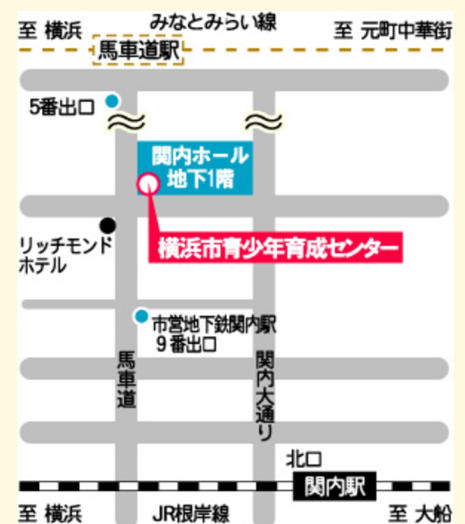 みなとみらい線
至 横浜
至 元町中華街
馬車道駅
5番出口
関内ホール
地下1階
リッチモンド
ホテル
横浜市青少年育成センター
市営地下鉄関内駅
9番出口
馬車道
関内大通り
北口
関内駅
至 横浜
JR根岸線
至 大船